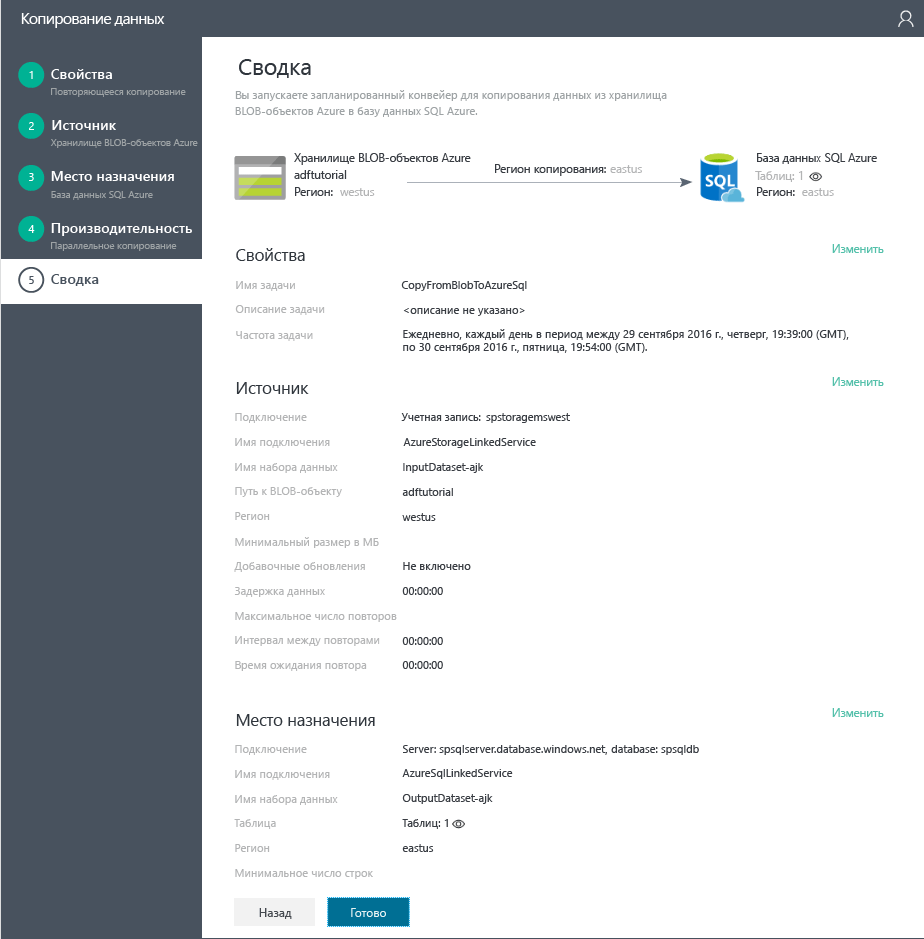 Копирование данных
1 Свойства
Повторяющееся копирование
2 Источник
Хранилище BLOB-объектов Azure
3 Место назначения
База данных SQL Azure
4 Производительность
Параллельное копирование
5 Сводка
Сводка
Вы запускаете запланированный конвейер для копирования данных из хранилища
BLOB-объектов Azure в базу данных SQL Azure.
Хранилище BLOB-объектов Azure
adftutorial
Регион: westus
Регион копирования: eastus
SQL
База данных SQL Azure
Таблиц: 1
Регион: eastus
Свойства
Изменить
Имя задачи CopyFromBlobToAzureSql
Описание задачи <описание не указано>
Частота задачи Ежедневно, каждый день в период между 29 сентября 2016 г., четверг, 19:39:00 (GMT),
по 30 сентября 2016 г., пятница, 19:54:00 (GMT).
Источник
Изменить
Подключение Учетная запись: spstoragemswest
Имя подключения AzureStorageLinkedService
Имя набора данных InputDataset-ajk
Путь к BLOB-объекту adftutorial
Регион westus
Минимальный размер в МБ
Добавочные обновления Не включено
Задержка данных 00:00:00
Максимальное число повторов
Интервал между повторами 00:00:00
Время ожидания повтора 00:00:00
Место назначения
Изменить
Подключение Server: spsqlserver.database.windows.net, database: spsqldb
Имя подключения AzureSqlLinkedService
Имя набора данных OutputDataset-ajk
Таблица Таблиц: 1
Регион eastus
Минимальное число строк
Назад
Готово